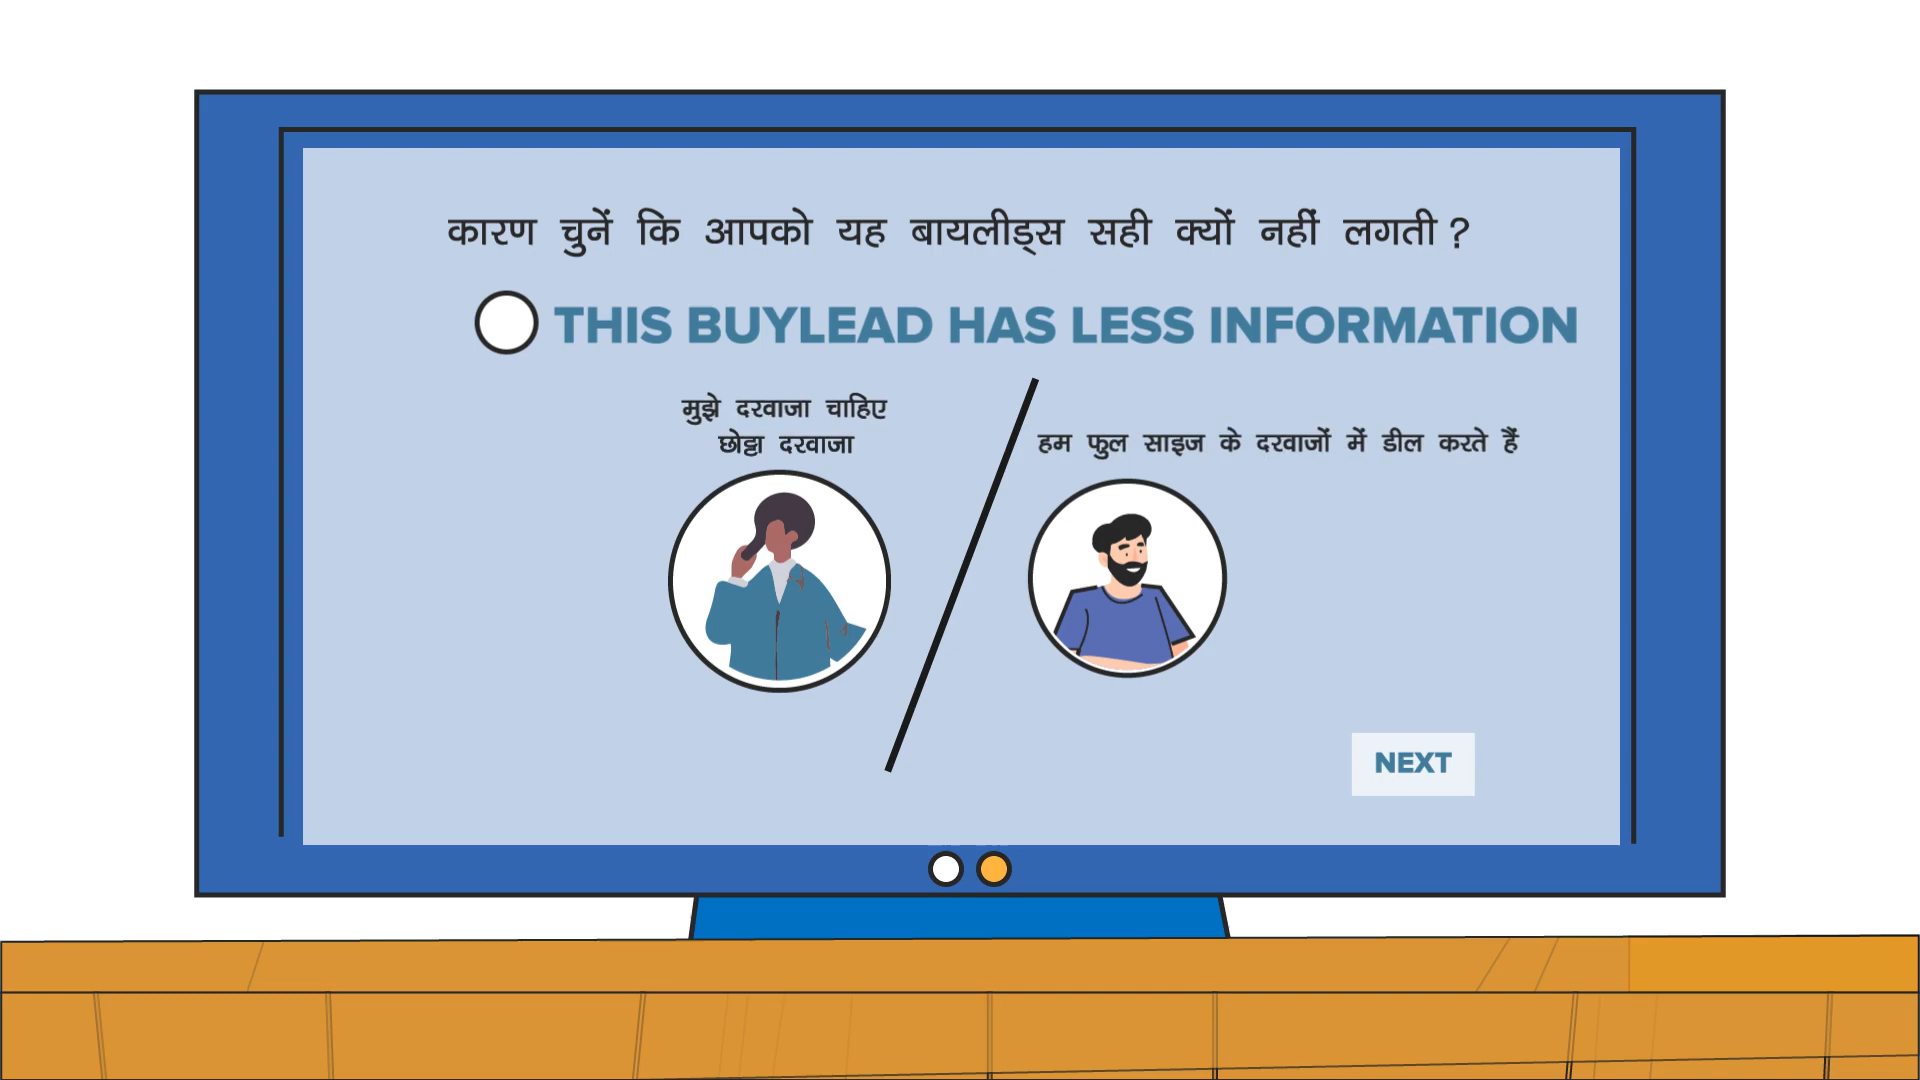 कारण चुनें कि आपको यह बायलीड्स सही क्यों नहीं लगती ?
THIS BUYLEAD HAS LESS INFORMATION
मुझे दरवाजा चाहिए
छोट्टा दरवाजा
हम फुल साइज के दरवाजों में डील करते हैं
NEXT